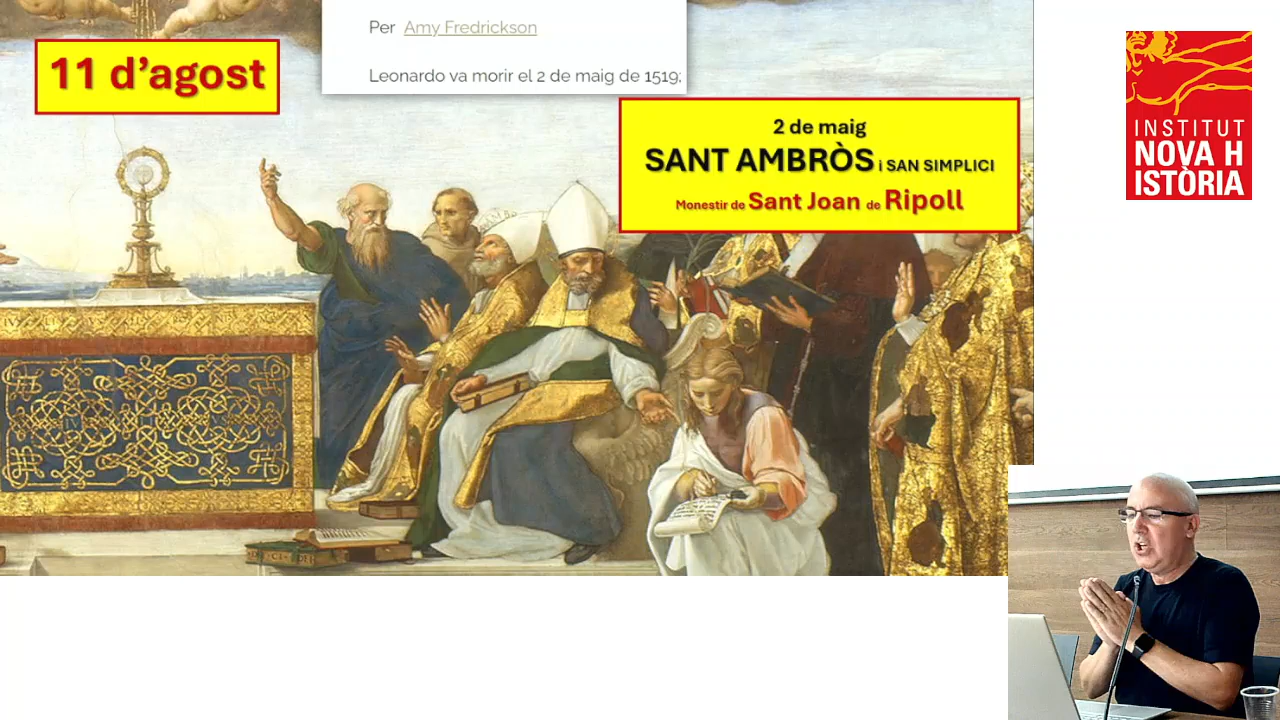 Per Amy Fredrickson
11 d'agost
Leonardo va morir el 2 de maig de 1519;
2 de maig
SANT AMBRÒS i SAN SIMPLICI
Monestir de Sant Joan de Ripoll
INSTITUT
NOVA H
ISTÒRIA